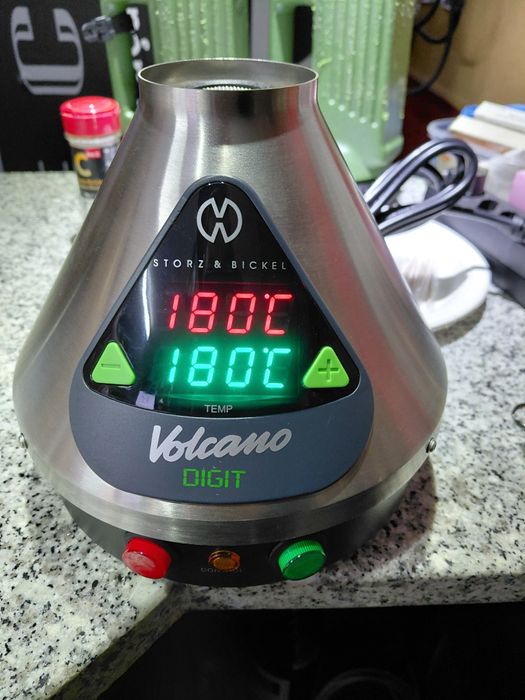 STORZ & BICKEL
180°C
180°C
TEMP
Volcano
DIGIT